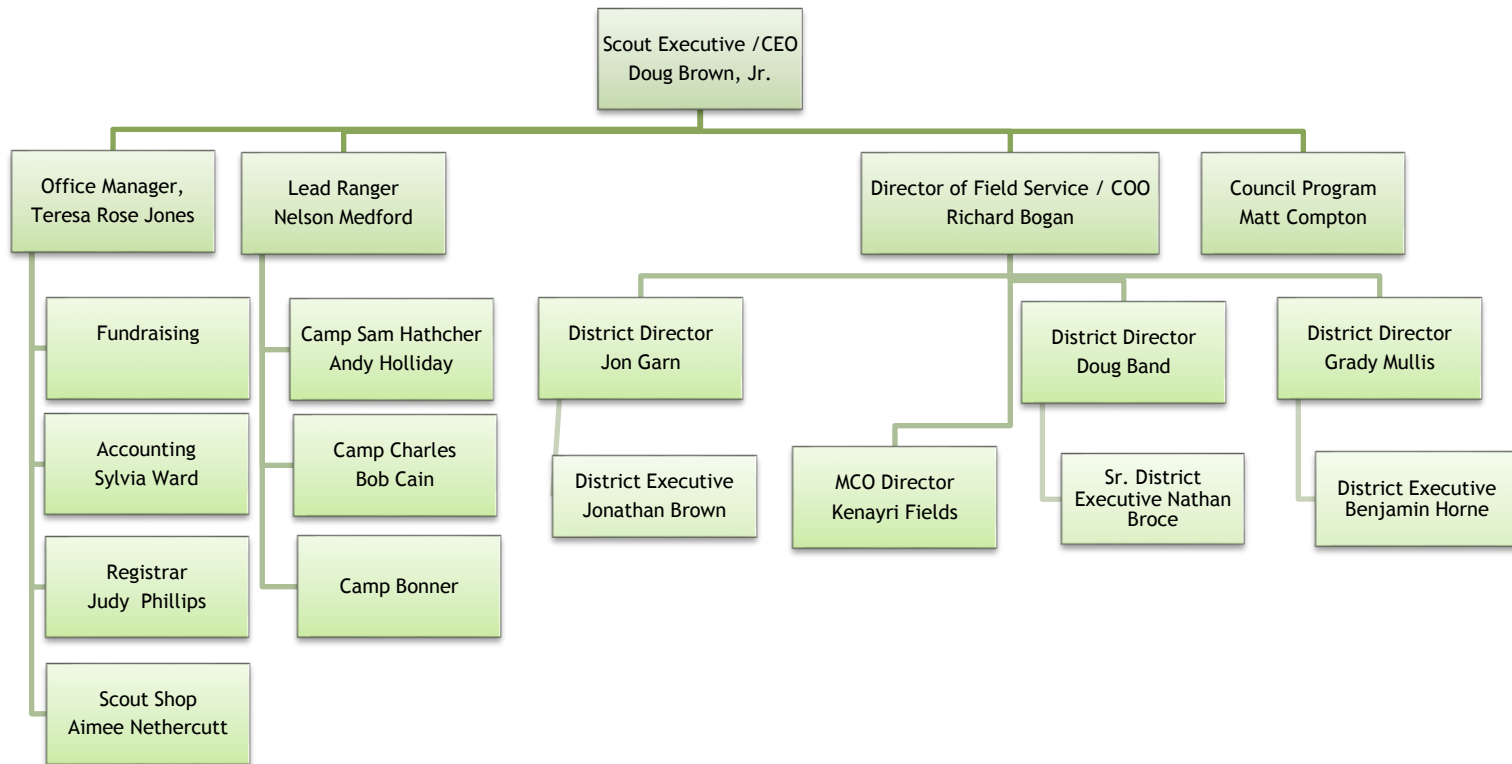 Scout Executive /CEO
Doug Brown, Jr.
Office Manager,
Teresa Rose Jones
Lead Ranger
Nelson Medford
Director of Field Service / COO
Richard Bogan
Council Program
Matt Compton
Fundraising
Camp Sam Hathcher
Andy Holliday
District Director
Jon Garn
District Director
Doug Band
District Director
Grady Mullis
Accounting
Sylvia Ward
Camp Charles
Bob Cain
District Executive
Jonathan Brown
MCO Director
Kenayri Fields
Sr. District
Executive Nathan
Broce
District Executive
Benjamin Horne
Registrar
Judy Phillips
Camp Bonner
Scout Shop
Aimee Nethercutt